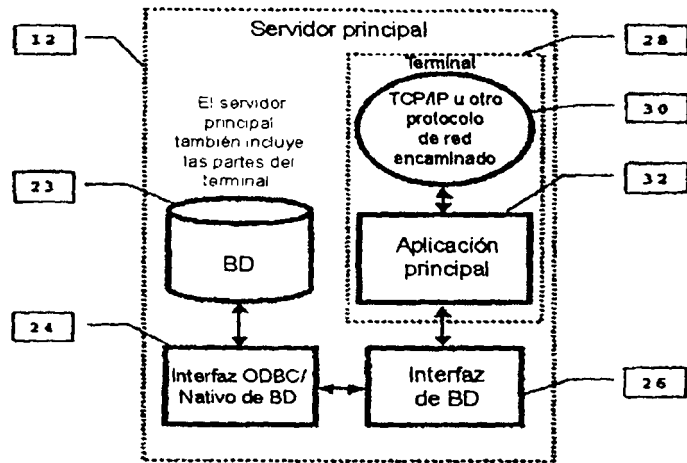 Servidor principal
12
28
Terminal
TCP/IP u otro
protocolo
de red
encaminado
30
El servidor
principal
también incluye
las partes del
terminal
23
32
BD
Aplicación
principal
24
Interfaz ODBC/
Nativo de BD
Interfaz
de BD
26